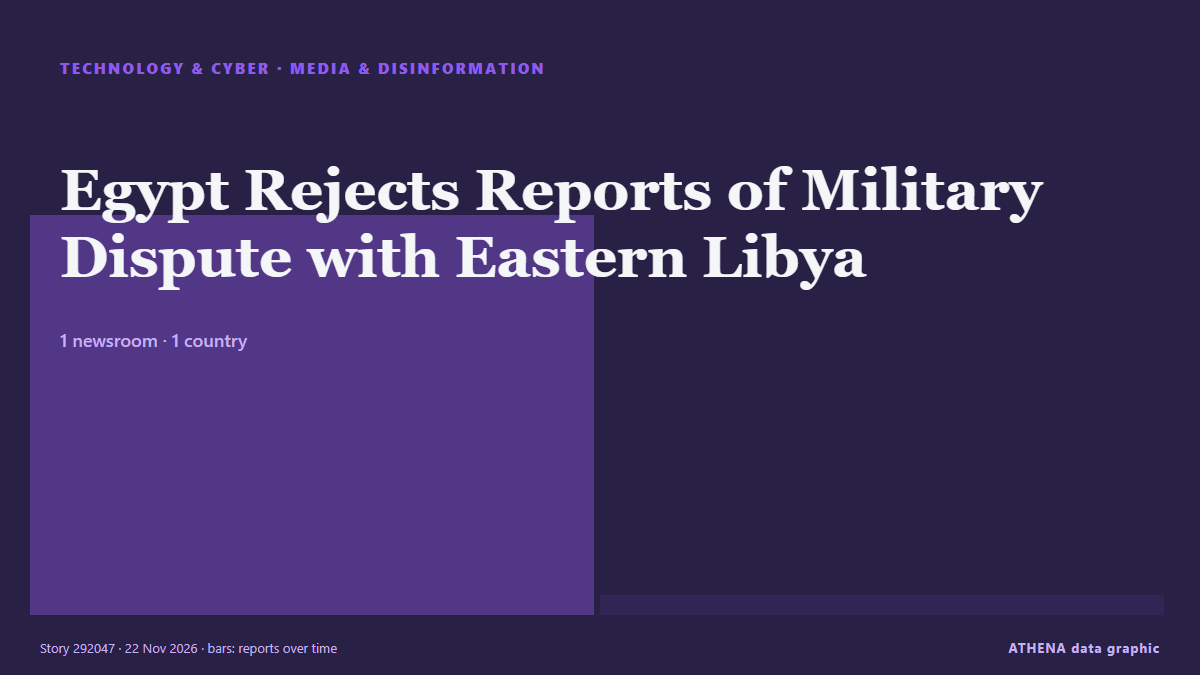 TECHNOLOGY & CYBER · MEDIA & DISINFORMATION
Egypt Rejects Reports of Military
Dispute with Eastern Libya
1 newsroom · 1 country
Story 292047 · 22 Nov 2026 · bars: reports over time
ATHENA data graphic